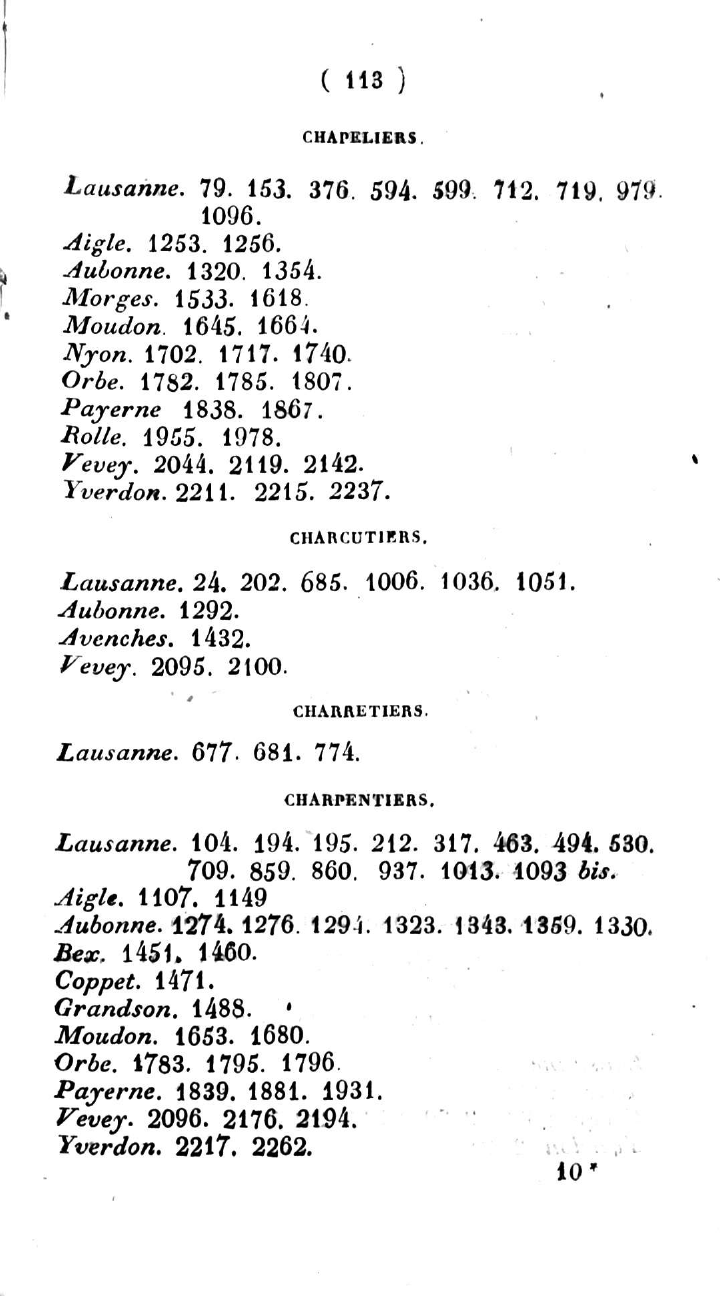 ( 113 )
CHAPELIERS.
Lausanne. 79. 153. 376. 594. 599. 712. 719. 979.
1096.
Aigle. 1253. 1256.
Aubonne. 1320. 1354.
Morges. 1533. 1618.
Moudon. 1645. 1664.
Nyon. 1702. 1717. 1740.
Orbe. 1782. 1785. 1807.
Payerne 1838. 1867.
Rolle. 1955. 1978.
Vevey. 2044. 2119. 2142.
Yverdon. 2211. 2215. 2237.
CHARCUTIERS.
Lausanne. 24. 202. 685. 1006. 1036. 1051.
Aubonne. 1292.
Avenches. 1432.
Vevey. 2095. 2100.
CHARRETIERS.
Lausanne. 677. 681. 774.
CHARPENTIERS.
Lausanne. 104. 194. 195. 212. 317. 463. 494. 530.
709. 859. 860. 937. 1013. 1093 bis.
Aigle. 1107. 1149
Aubonne. 1274. 1276. 1294. 1323. 1343. 1359. 1330.
Bex. 1451. 1460.
Coppet. 1471.
Grandson. 1488.
Moudon. 1653. 1680.
Orbe. 1783. 1795. 1796.
Payerne. 1839. 1881. 1931.
Vevey. 2096. 2176. 2194.
Yverdon. 2217. 2262.
10*